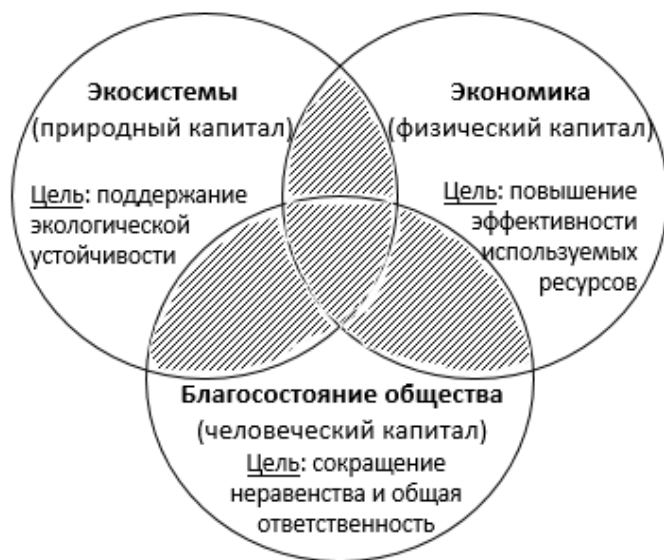 Экосистемы
(природный капитал)
Цель: поддержание
экологической
устойчивости
Экономика
(физический капитал)
Цель: повышение
эффективности
используемых
ресурсов
Благосостояние общества
(человеческий капитал)
Цель: сокращение
неравенства и общая
ответственность